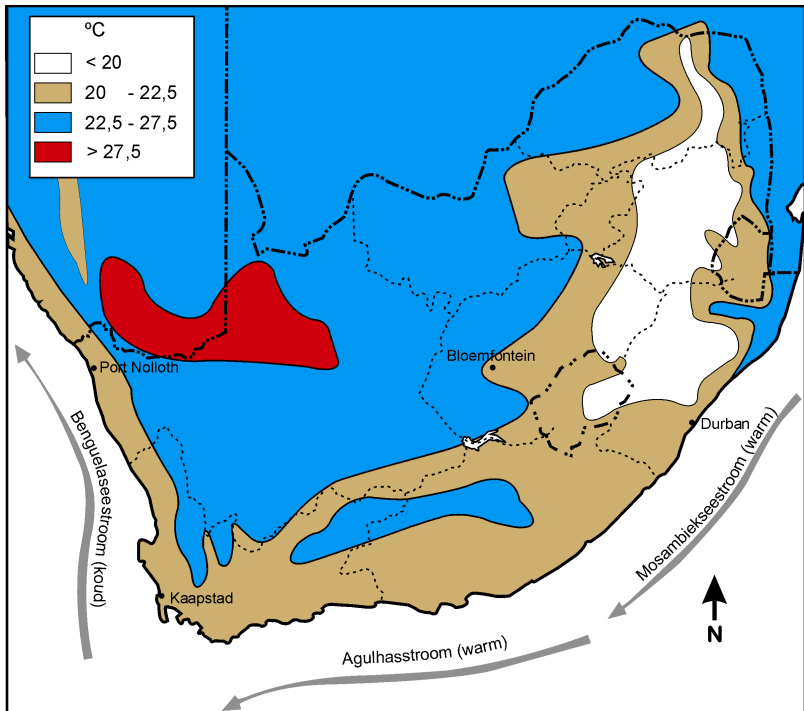 ºC
< 20
20 - 22,5
22,5 - 27,5
> 27,5
Bloemfontein
Port Nolloth
Durban
Benguelaseestroom (koud)
Mosambiekseestroom (warm)
Kaapstad
N
Agulhasstroom (warm)